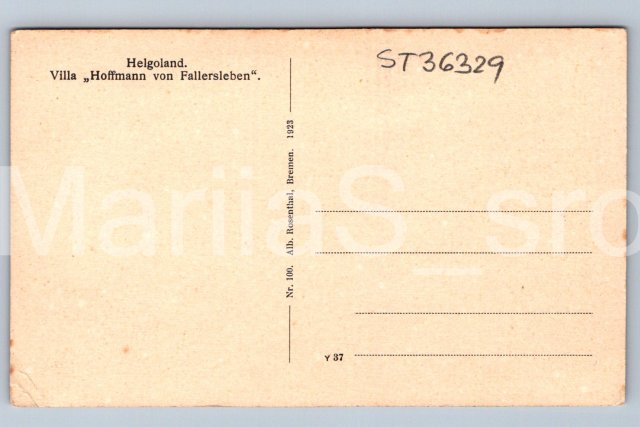 Helgoland.
Villa „Hoffmann von Fallersleben“.
ST36329
Nr. 100. Alb. Rosenthal, Bremen. 1923
Y 37
MariiaS_sro